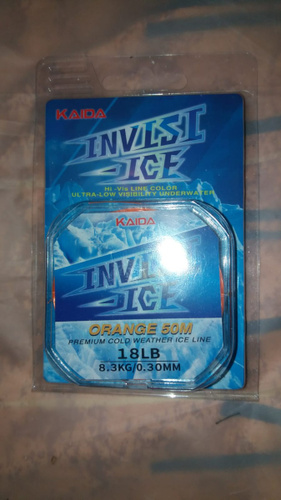 KAIDA
INVISI
ICE
Hi-Vis LINE COLOR
ULTRA-LOW VISIBILITY UNDERWATER
KAIDA
INVISI
ICE
ORANGE 50M
PREMIUM COLD WEATHER ICE LINE
18LB
8.3KG/0.30MM